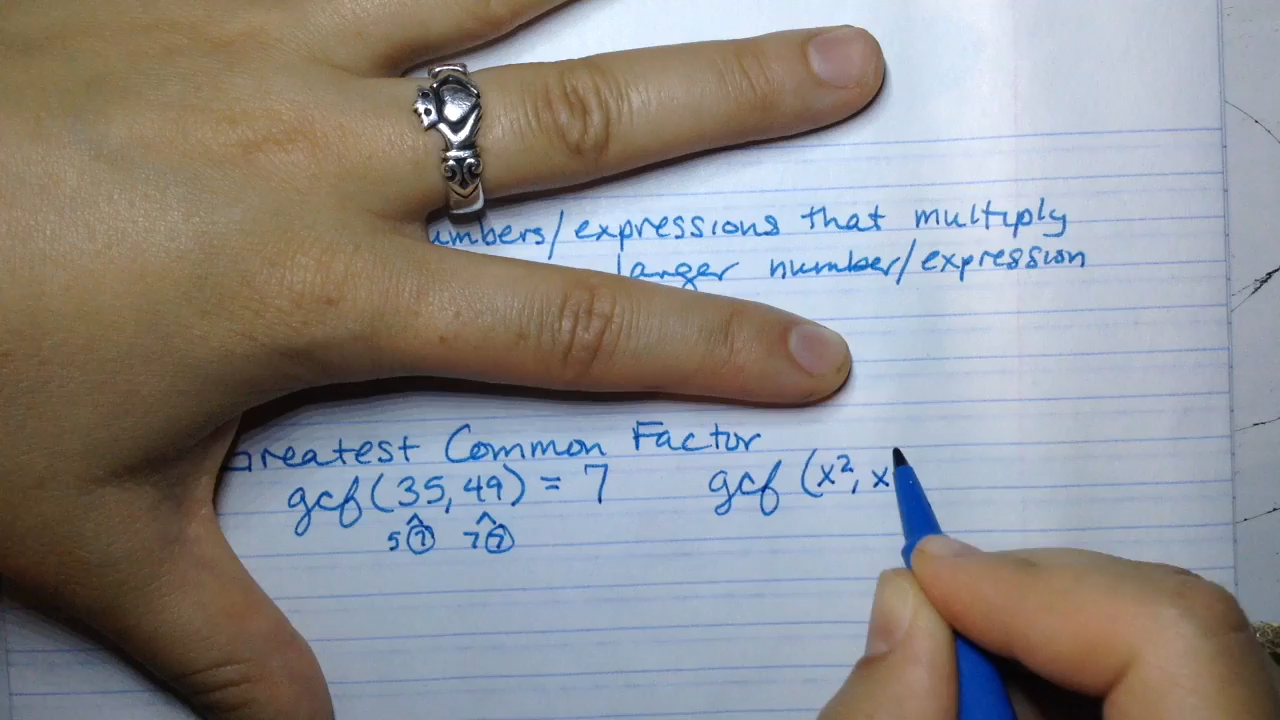 expressions that multiply
larger number/expression
Greatest Common Factor
gcf(35,49) = 7 gcf (x², x
5 7 7 7